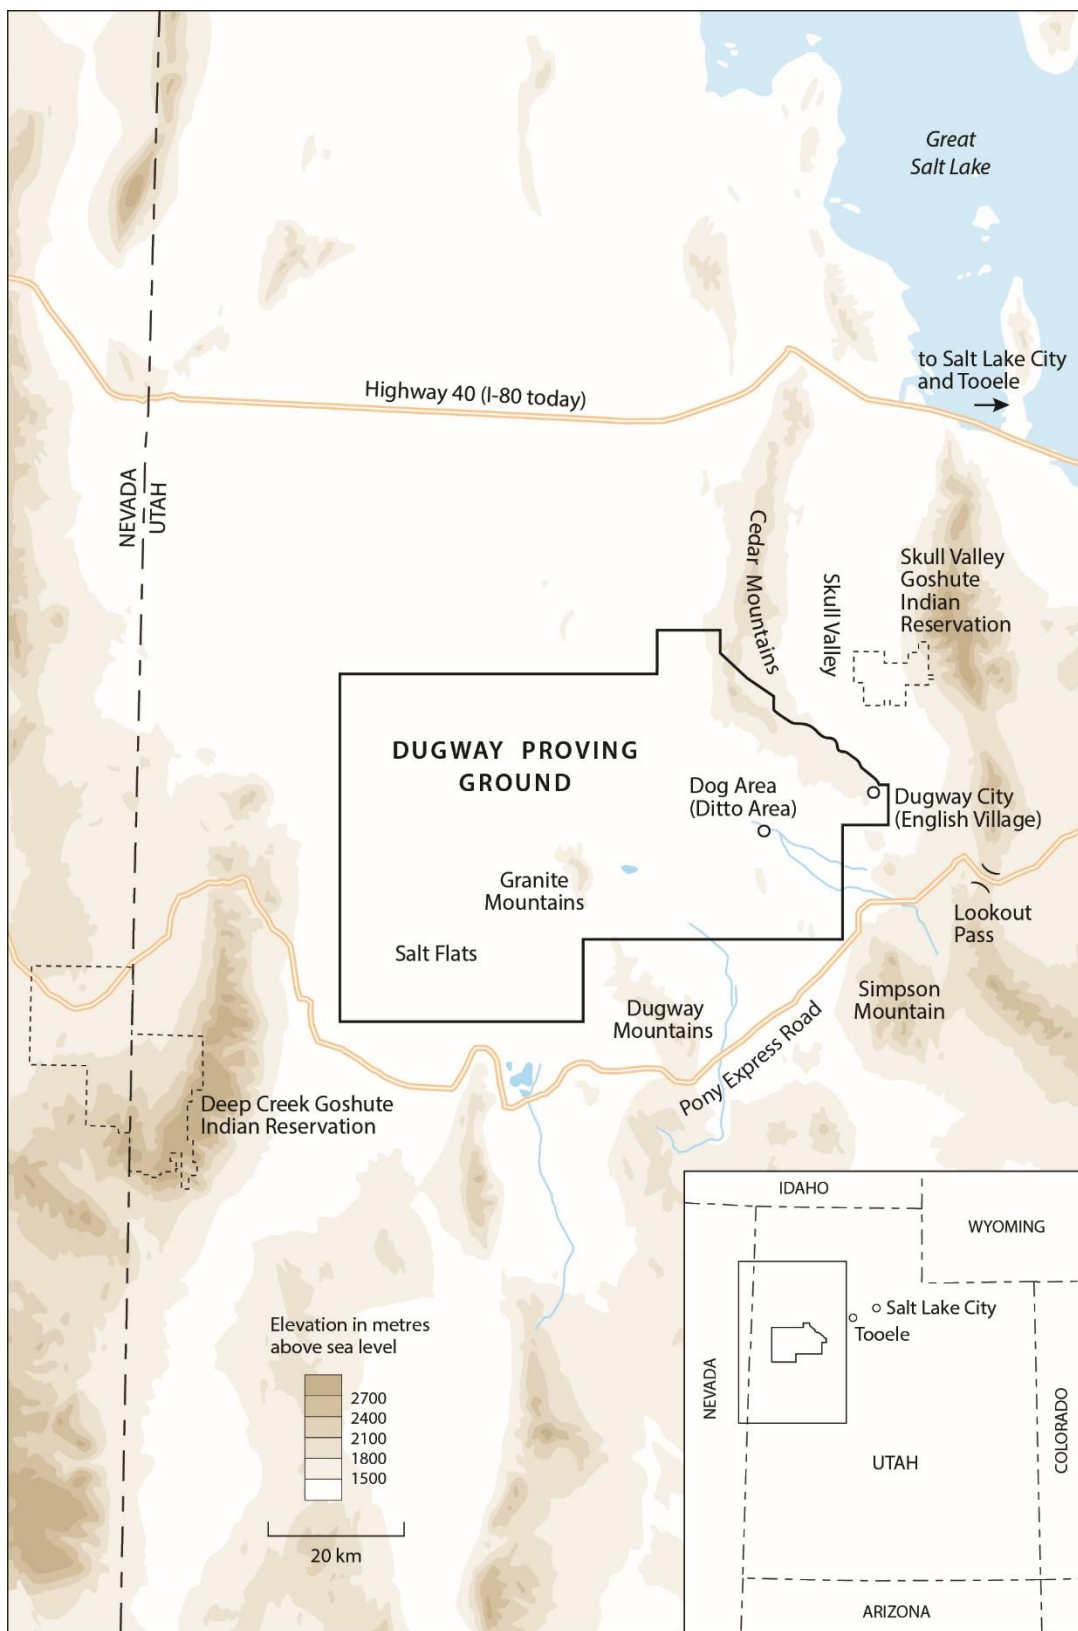 Great
Salt Lake
to Salt Lake City
and Tooele
Highway 40 (I-80 today)
NEVADA
UTAH
Cedar Mountains
Skull Valley
Skull Valley
Goshute
Indian
Reservation
DUGWAY PROVING
GROUND
Dog Area
(Ditto Area)
Dugway City
(English Village)
Granite
Mountains
Lookout
Pass
Salt Flats
Simpson
Mountain
Dugway
Mountains
Pony Express Road
Deep Creek Goshute
Indian Reservation
Elevation in metres
above sea level
2700
2400
2100
1800
1500
20 km
IDAHO
WYOMING
Salt Lake City
Tooele
NEVADA
COLORADO
UTAH
ARIZONA